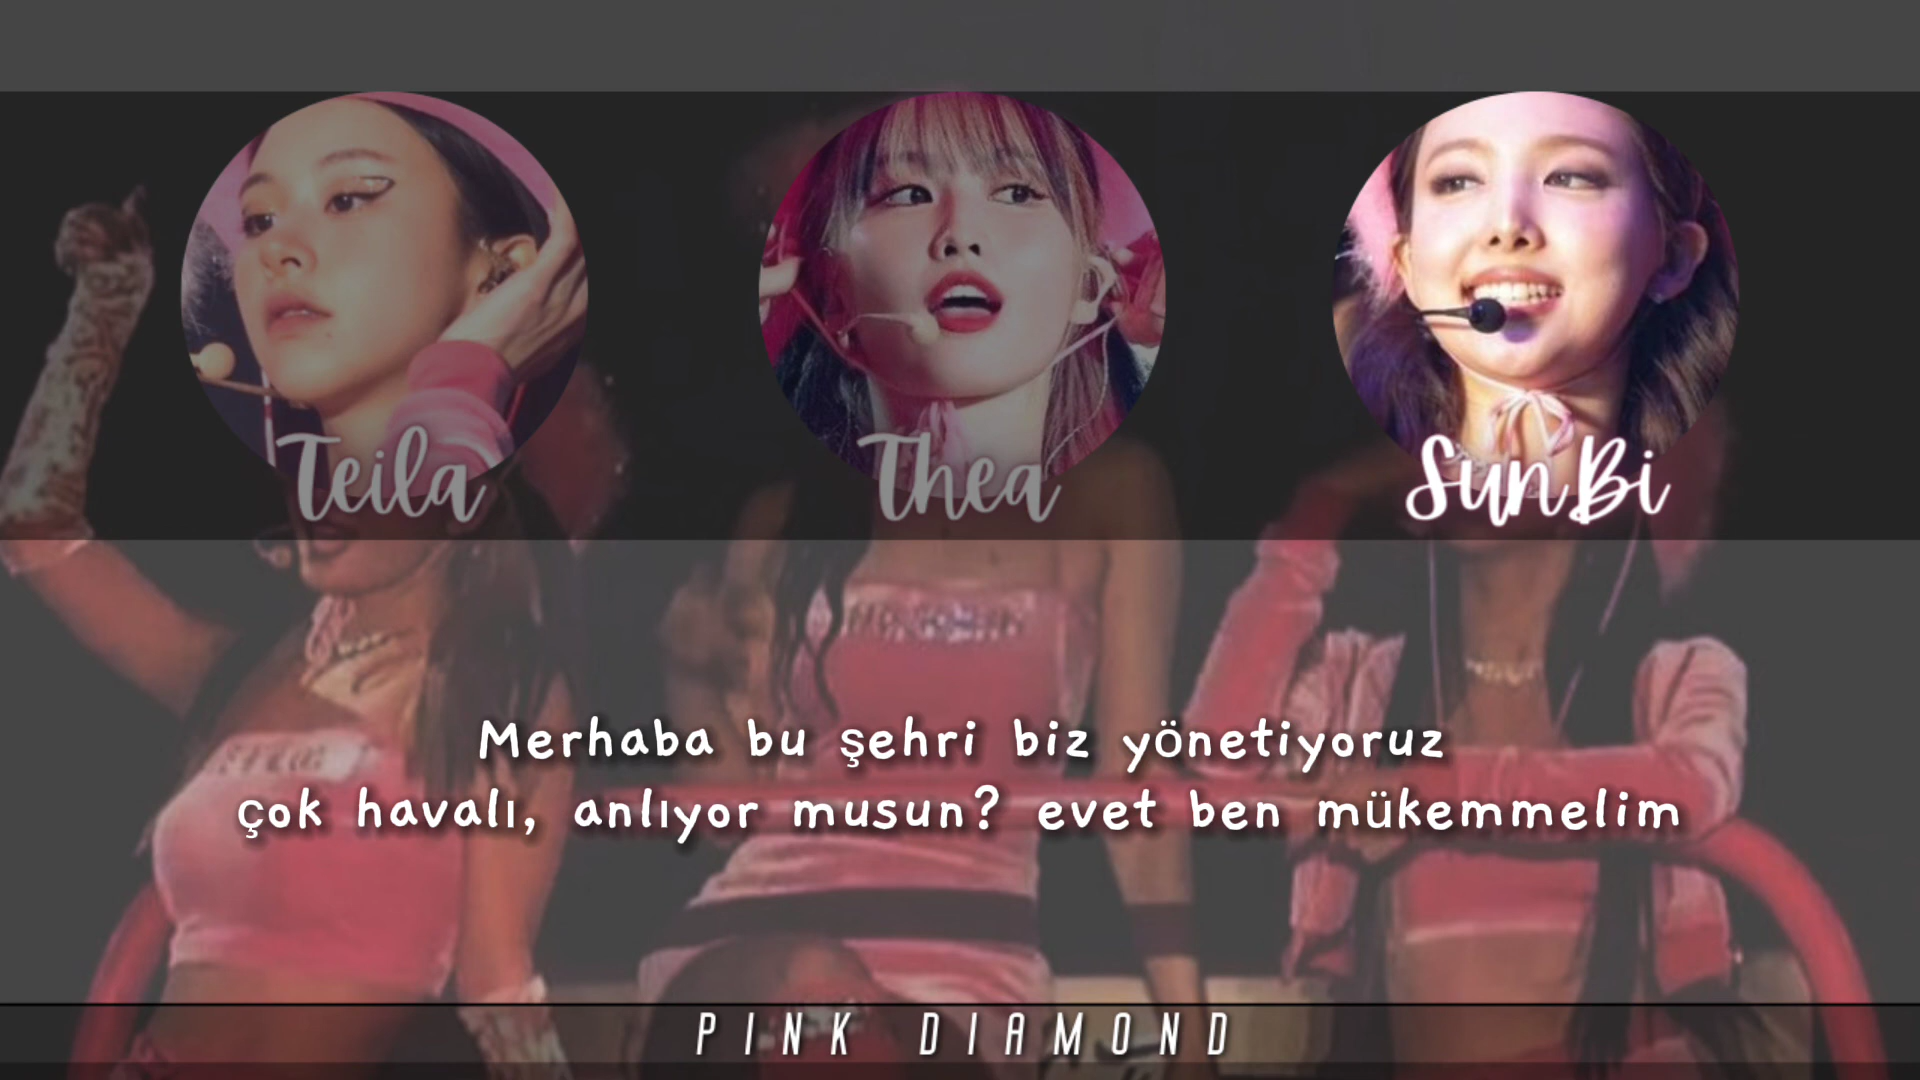 Teila
Thea
SunBi
Merhaba bu şehri biz yönetiyoruz
çok havalı, anlıyor musun? evet ben mükemmelim
PINK DIAMOND